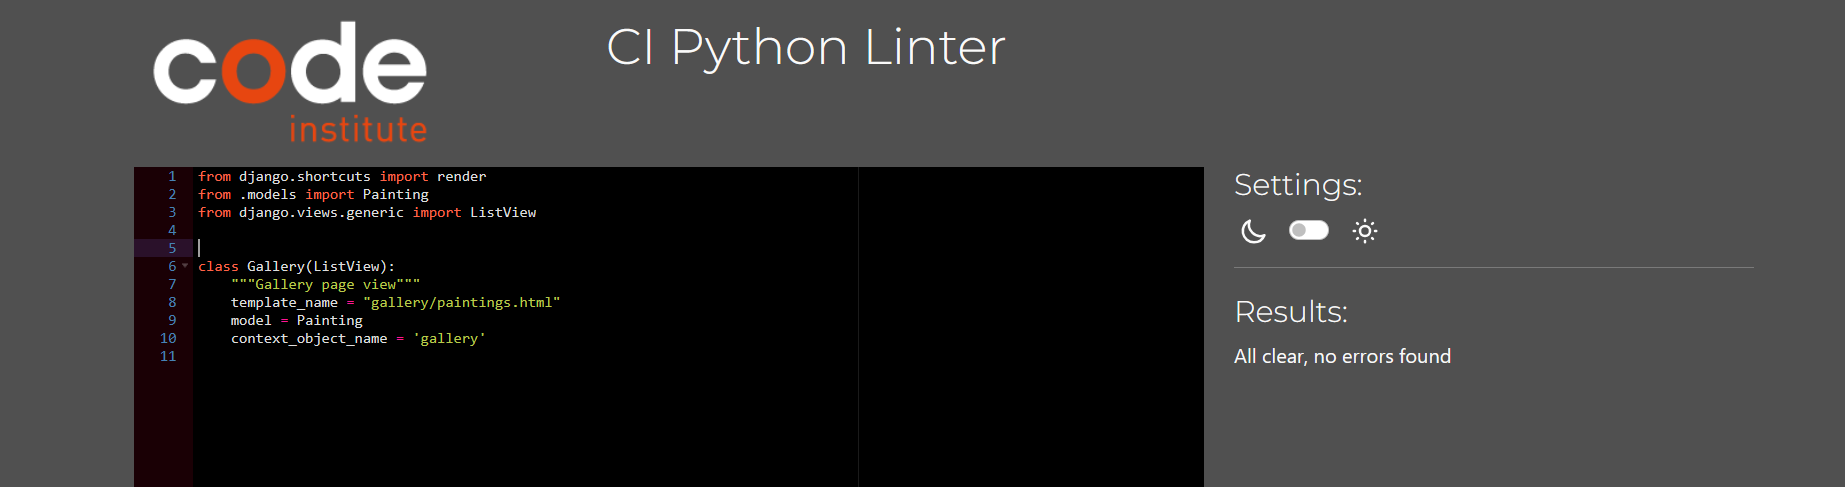 code
institute
CI Python Linter
1 from django.shortcuts import render
2 from .models import Painting
3 from django.views.generic import ListView
4
5
6 class Gallery(ListView):
7     """Gallery page view"""
8     template_name = "gallery/paintings.html"
9     model = Painting
10     context_object_name = 'gallery'
11
Settings:
Results:
All clear, no errors found